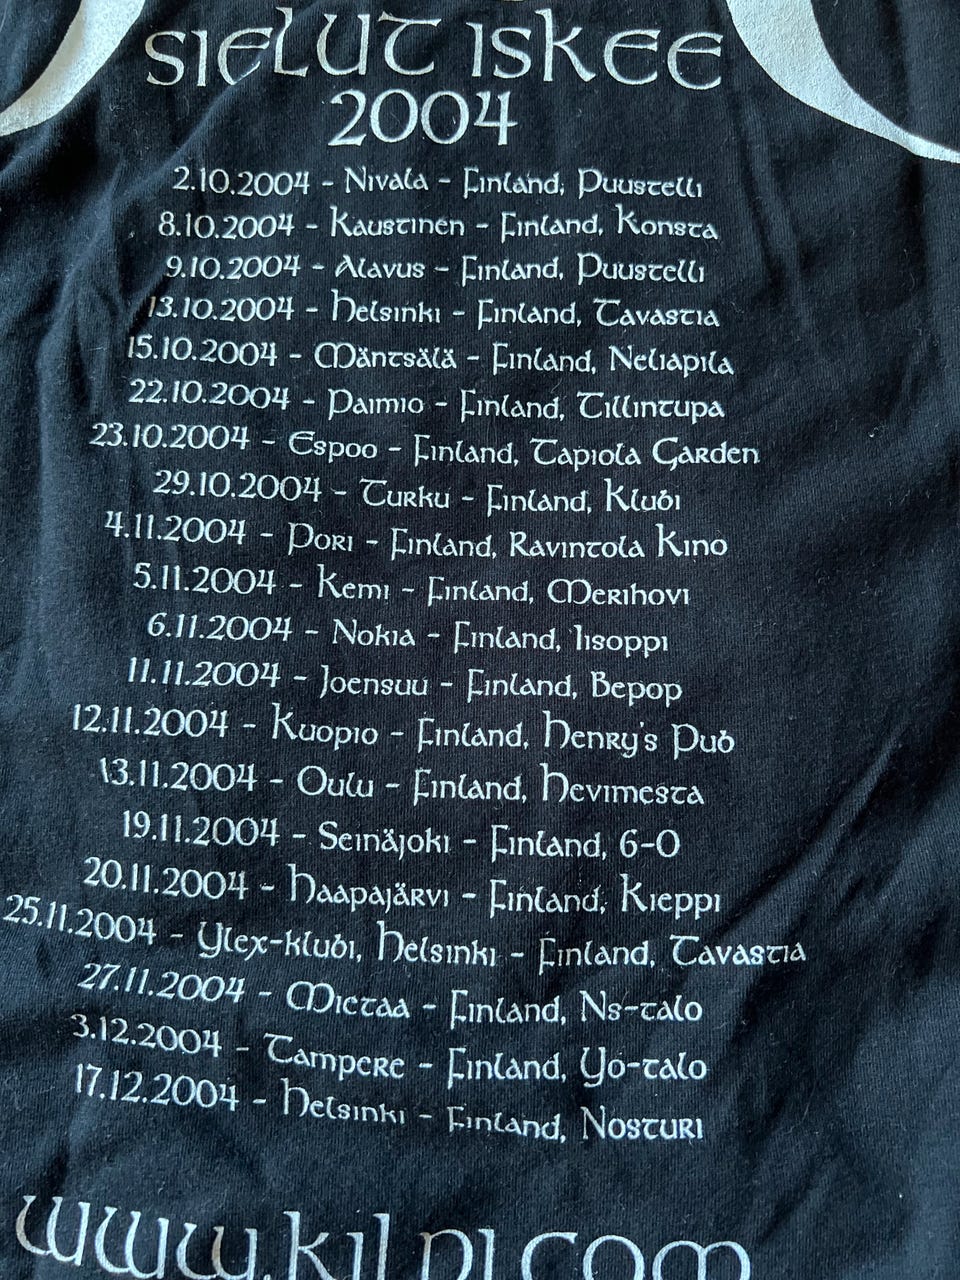 SIELUT ISKEE
2004
2.10.2004 - Nivala - Finland, Puustelli
8.10.2004 - Kaustinen - Finland, Konsta
9.10.2004 - Alavus - Finland, Puustelli
13.10.2004 - Helsinki - Finland, Tavastia
15.10.2004 - Mäntsälä - Finland, Neliapila
22.10.2004 - Paimio - Finland, Tillintupa
23.10.2004 - Espoo - Finland, Tapiola Garden
29.10.2004 - Turku - Finland, Klubi
4.11.2004 - Pori - Finland, Ravintola Kino
5.11.2004 - Kemi - Finland, Merihovi
6.11.2004 - Nokia - Finland, Iisoppi
11.11.2004 - Joensuu - Finland, Bepop
12.11.2004 - Kuopio - Finland, Henry's Pub
13.11.2004 - Oulu - Finland, Hevimesta
19.11.2004 - Seinäjoki - Finland, 6-0
20.11.2004 - Haapajärvi - Finland, Kieppi
25.11.2004 - Ylex-klubi, Helsinki - Finland, Tavastia
27.11.2004 - Mietaa - Finland, Ns-talo
3.12.2004 - Tampere - Finland, Yo-talo
17.12.2004 - Helsinki - Finland, Nosturi
www.kilpi.com